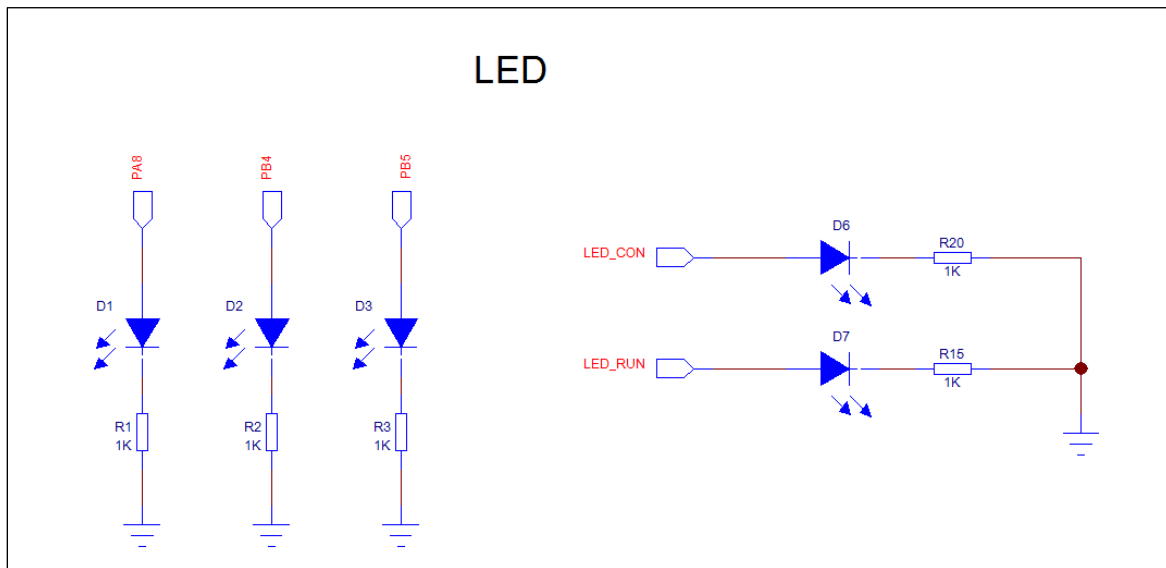 LED
PA8
PB4
PB5
D1
D2
D3
R1
1K
R2
1K
R3
1K
LED_CON
D6
R20
1K
LED_RUN
D7
R15
1K